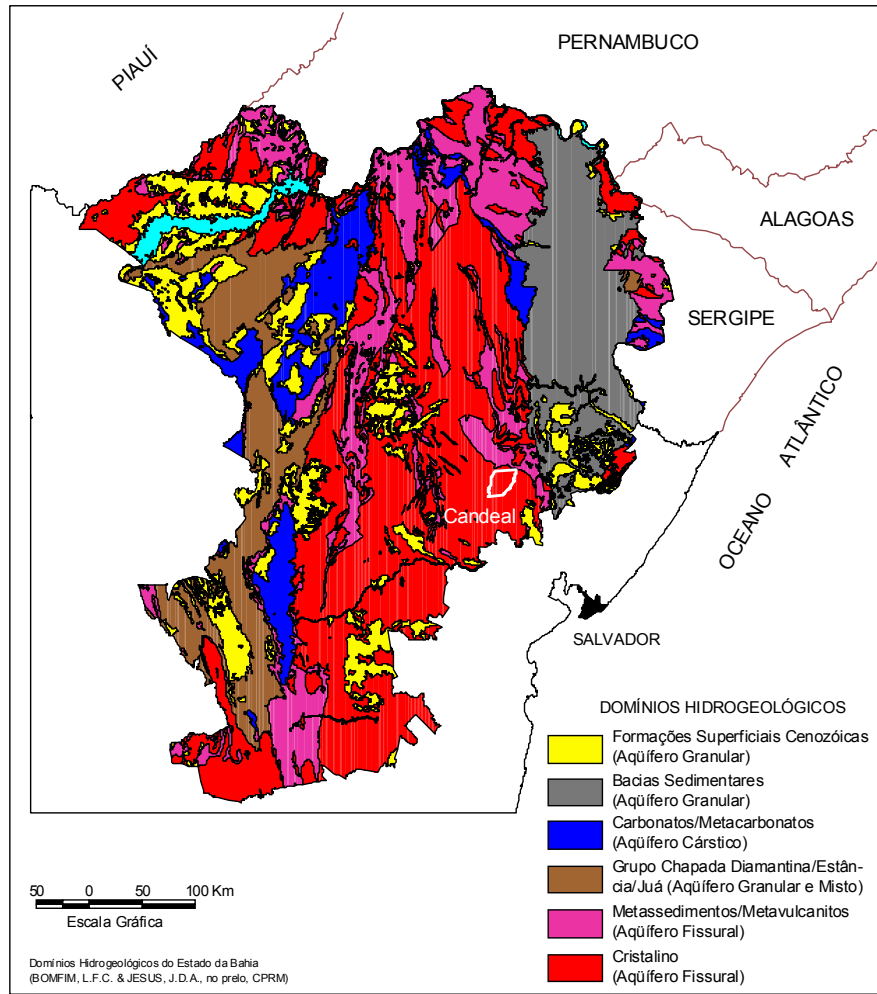 PERNAMBUCO
PIAUÍ
ALAGOAS
SERGIPE
OCEANO ATLÂNTICO
Candeal
SALVADOR
DOMÍNIOS HIDROGEOLÓGICOS
Formações Superficiais Cenozóicas
(Aqüífero Granular)
Bacias Sedimentares
(Aqüífero Granular)
Carbonatos/Metacarbonatos
(Aqüífero Cárstico)
Grupo Chapada Diamantina/Estân-
cia/Juá (Aqüífero Granular e Misto)
Metassedimentos/Metavulcanitos
(Aqüífero Fissural)
Cristalino
(Aqüífero Fissural)
50 0 50 100 Km
Escala Gráfica
Domínios Hidrogeológicos do Estado da Bahia
(BOMFIM, L.F.C. & JESUS, J.D.A., no prelo, CPRM)